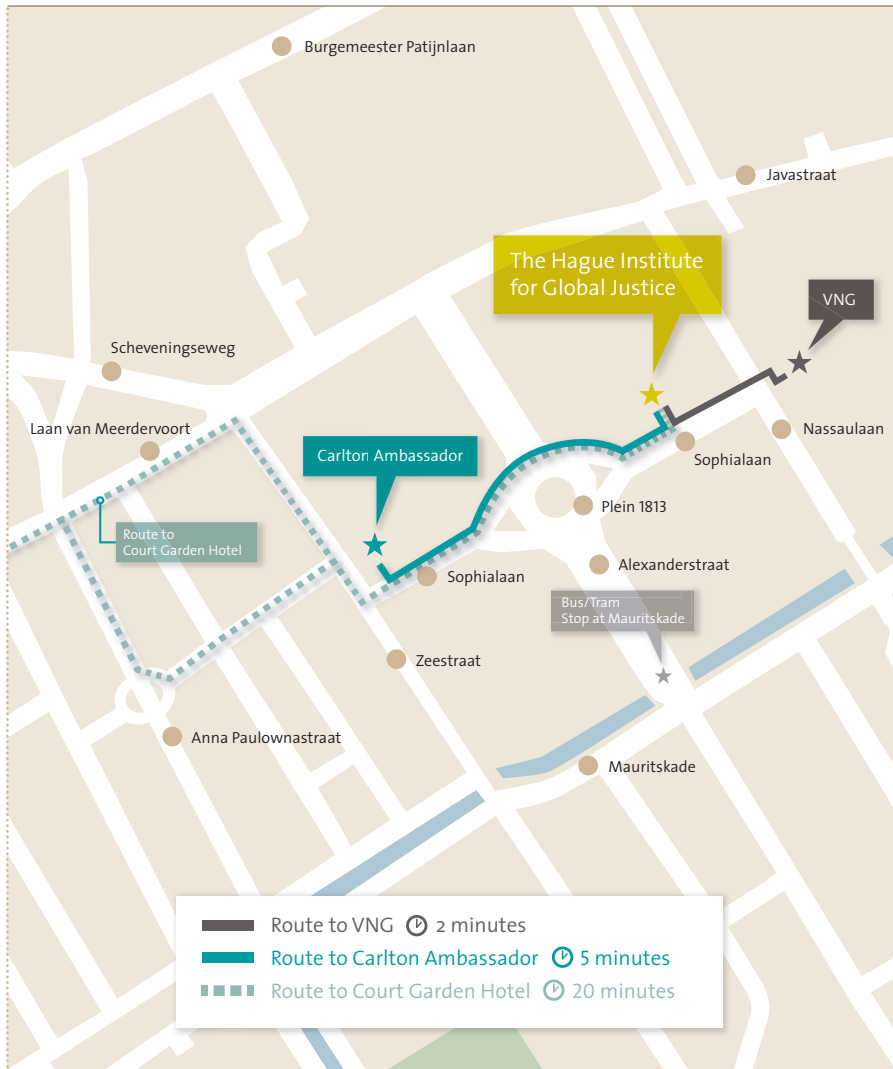 Burgemeester Patijnlaan
Javastraat
The Hague Institute
for Global Justice
VNG
Scheveningseweg
Laan van Meerdervoort
Nassaulaan
Carlton Ambassador
Sophialaan
Plein 1813
Route to
Court Garden Hotel
Alexanderstraat
Sophialaan
Bus/Tram
Stop at Mauritskade
Zeestraat
Anna Paulownastraat
Mauritskade
Route to VNG 2 minutes
Route to Carlton Ambassador 5 minutes
Route to Court Garden Hotel 20 minutes